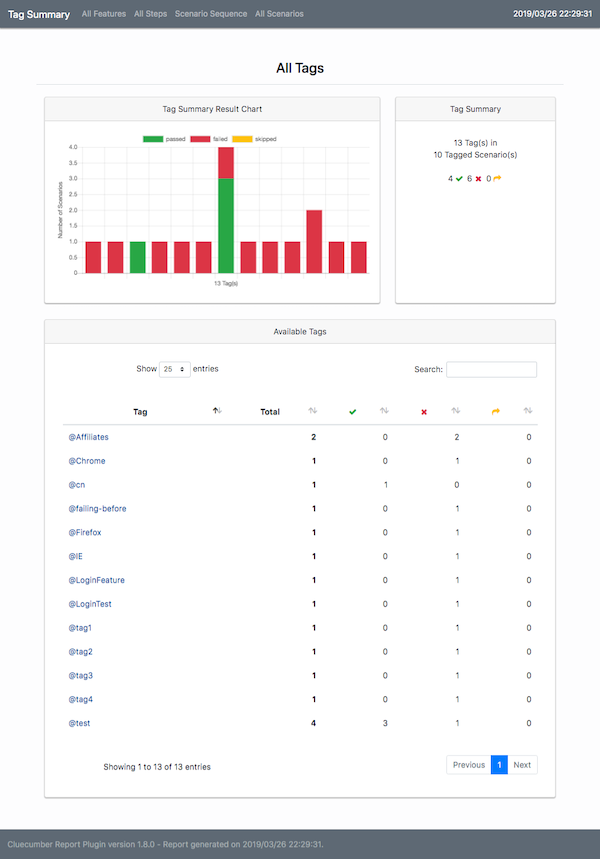 Tag Summary All Features All Steps Scenario Sequence All Scenarios 2019/03/26 22:29:31
All Tags
Tag Summary Result Chart
passed failed skipped
4.0
3.5
3.0
2.5
2.0
1.5
1.0
0.5
0
Number of Scenarios
13 Tag(s)
Tag Summary
13 Tag(s) in
10 Tagged Scenario(s)
4 6 0
Available Tags
Show 25 entries Search:
Tag Total
@Affiliates 2 0 2 0
@Chrome 1 0 1 0
@cn 1 1 0 0
@failing-before 1 0 1 0
@Firefox 1 0 1 0
@IE 1 0 1 0
@LoginFeature 1 0 1 0
@LoginTest 1 0 1 0
@tag1 1 0 1 0
@tag2 1 0 1 0
@tag3 1 0 1 0
@tag4 1 0 1 0
@test 4 3 1 0
Showing 1 to 13 of 13 entries Previous 1 Next
Cluecumber Report Plugin version 1.8.0 - Report generated on 2019/03/26 22:29:31.